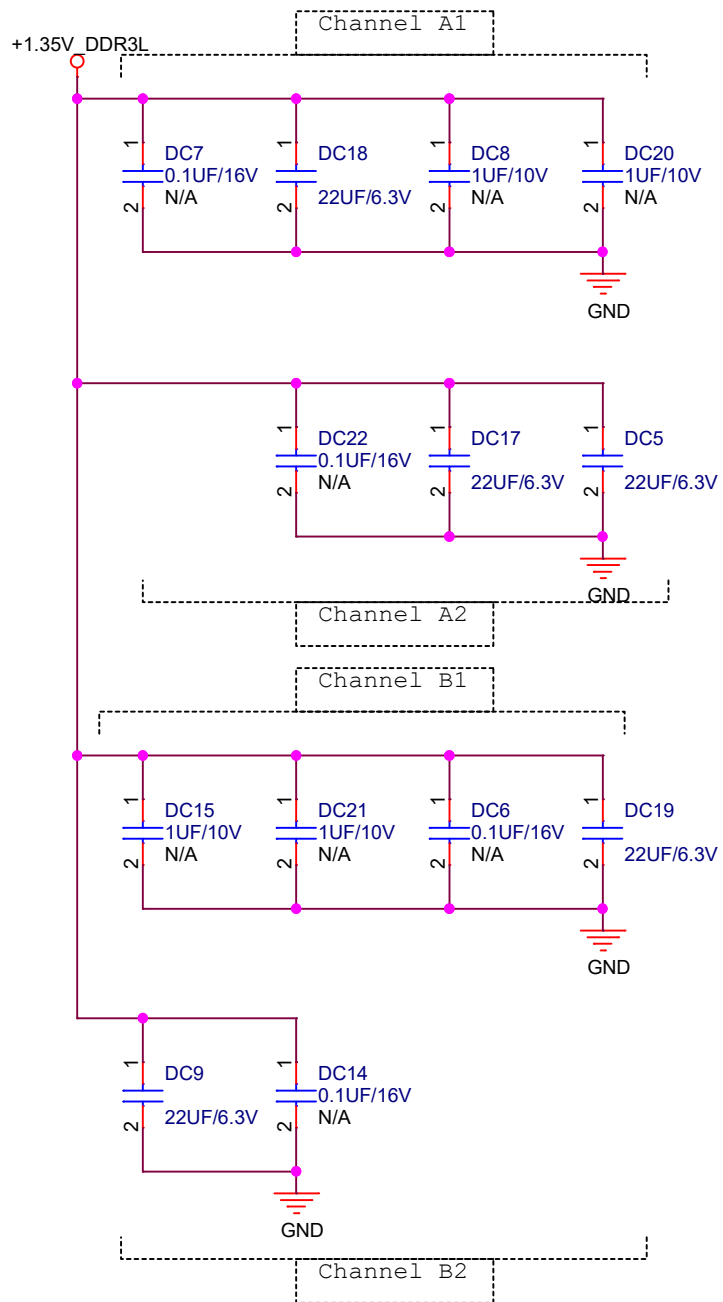 Channel A1
+1.35V_DDR3L
1
DC7
0.1UF/16V
N/A
2
1
DC18
22UF/6.3V
2
1
DC8
1UF/10V
N/A
2
1
DC20
1UF/10V
N/A
2
GND
1
DC22
0.1UF/16V
N/A
2
1
DC17
22UF/6.3V
2
1
DC5
22UF/6.3V
2
GND
Channel A2
Channel B1
1
DC15
1UF/10V
N/A
2
1
DC21
1UF/10V
N/A
2
1
DC6
0.1UF/16V
N/A
2
1
DC19
22UF/6.3V
2
GND
1
DC9
22UF/6.3V
2
1
DC14
0.1UF/16V
N/A
2
GND
Channel B2